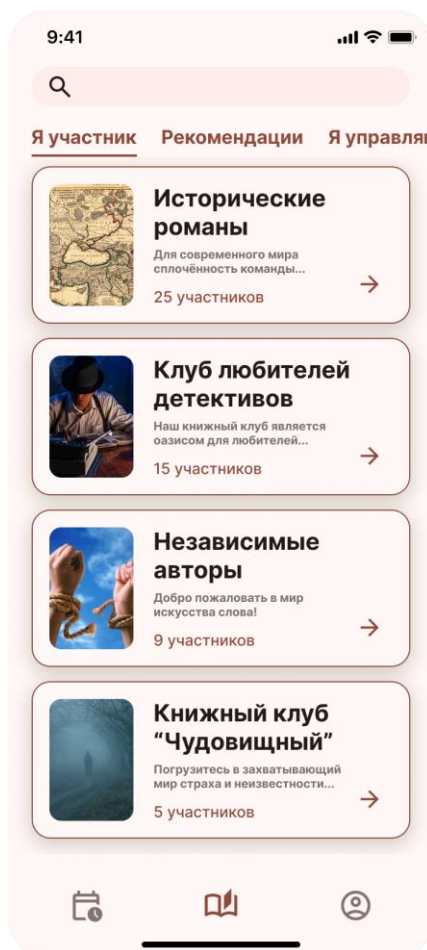 9:41
Я участник Рекомендации Я управля
Исторические
романы
Для современного мира
сплочённость команды...
25 участников
Клуб любителей
детективов
Наш книжный клуб является
оазисом для любителей...
15 участников
Независимые
авторы
Добро пожаловать в мир
искусства слова!
9 участников
Книжный клуб
“Чудовищный”
Погрузитесь в захватывающий
мир страха и неизвестности...
5 участников